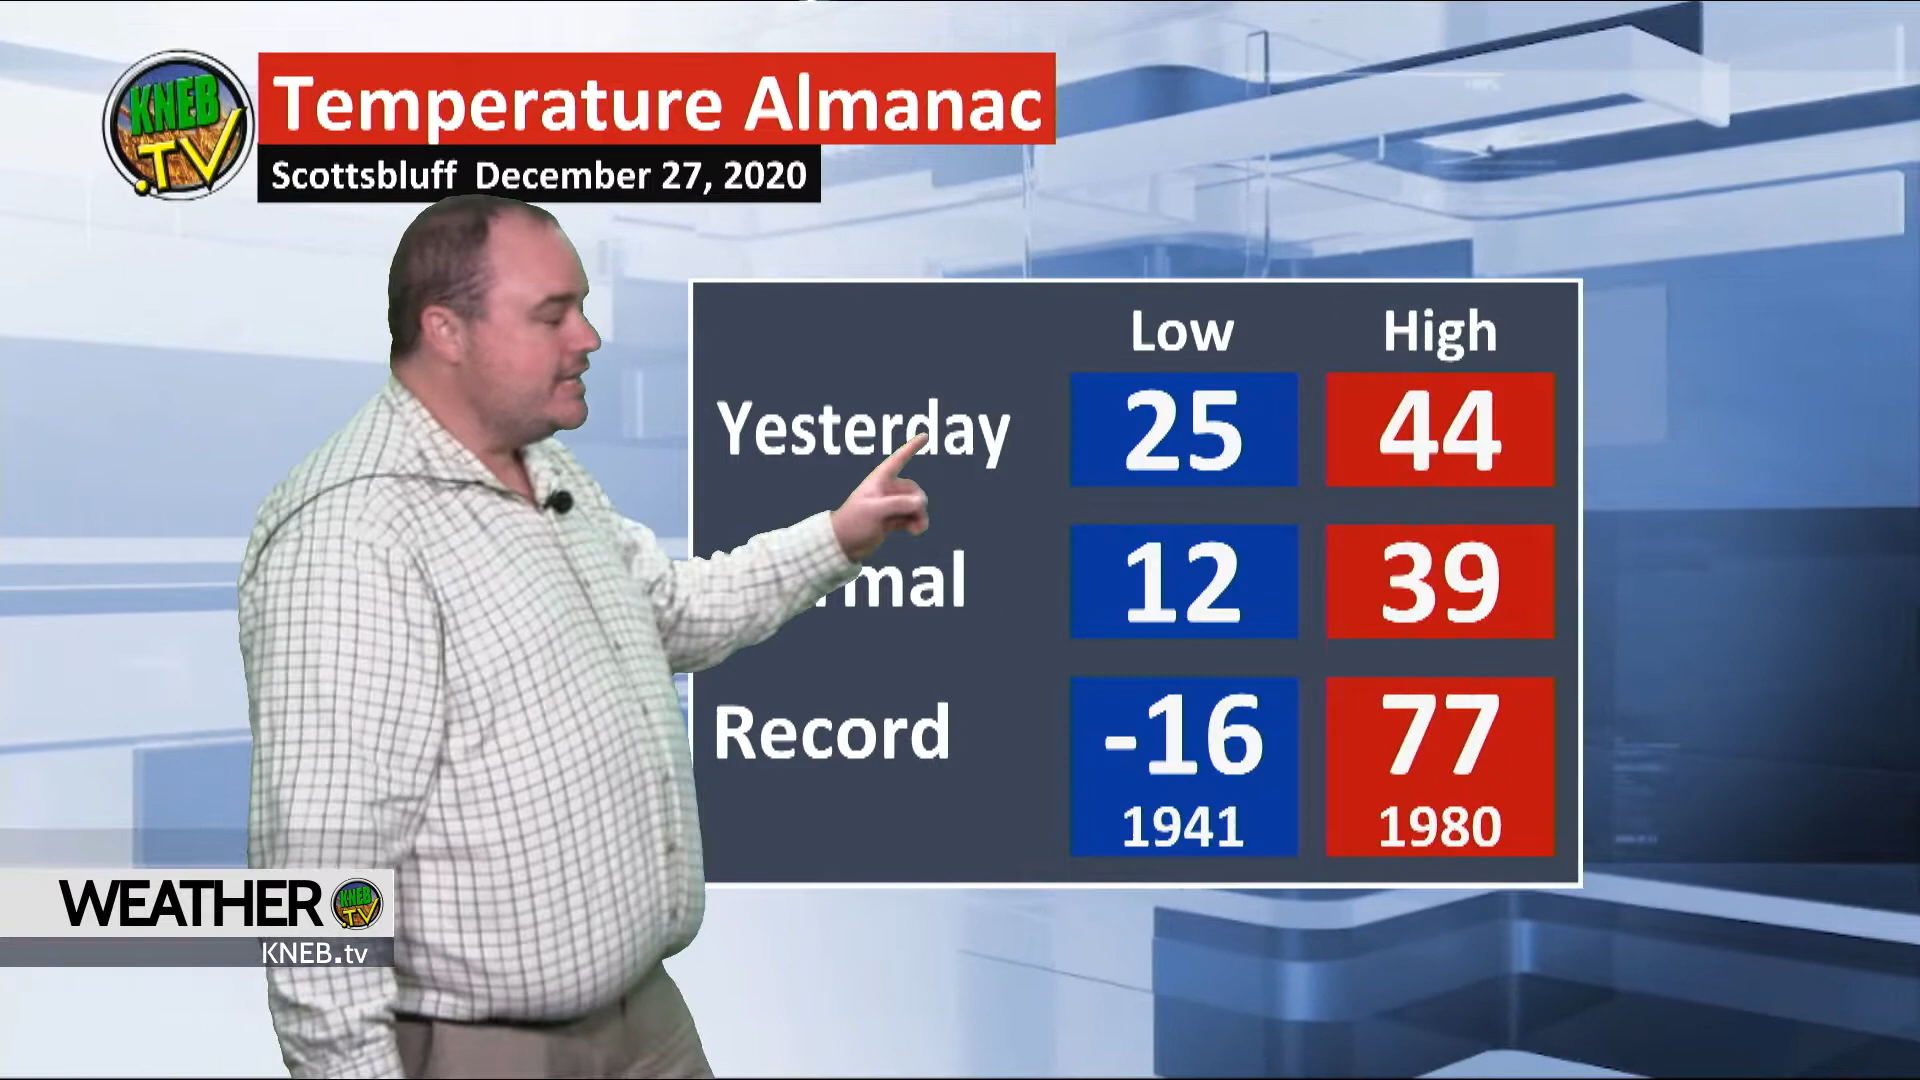 KNEB
.TV
Temperature Almanac
Scottsbluff December 27, 2020
Low High
Yesterday 25 44
12 39
Record -16 77
1941 1980
WEATHER KNEB .TV
KNEB.tv